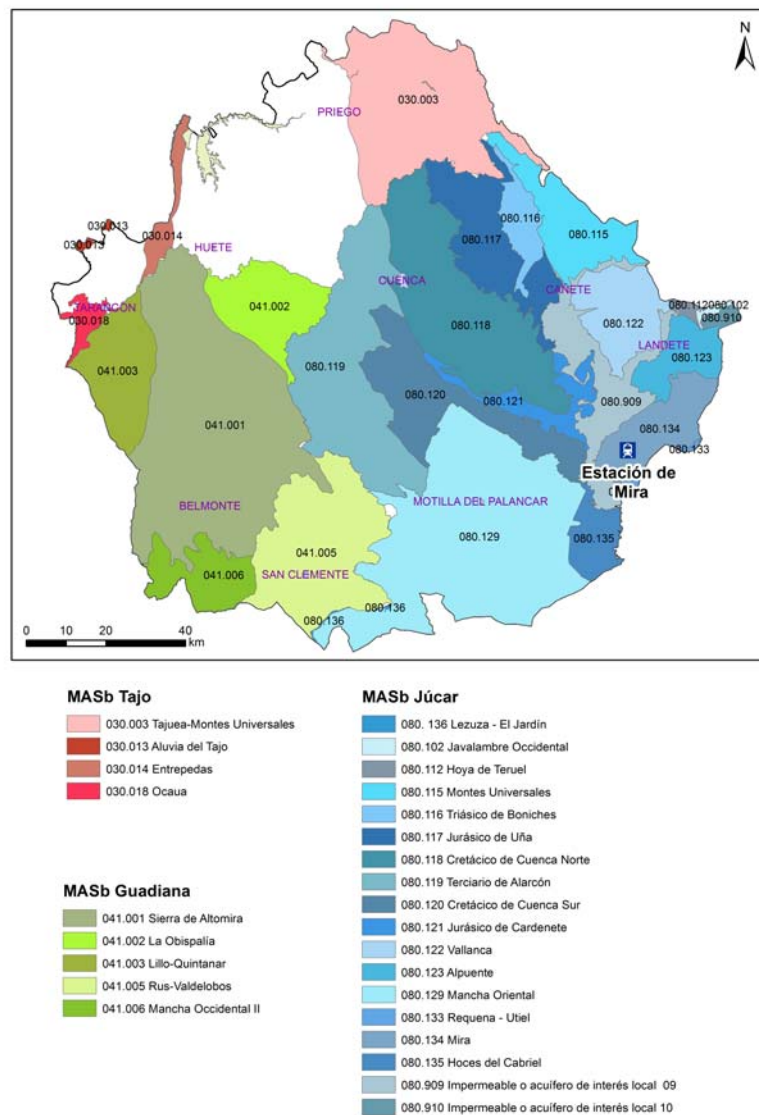 N
030.003
PRIEGO
080.116
030.013
030.013
030.014
080.117
080.115
HUETE
CUENCA
CAÑETE
041.002
TARANCÓN
030.018
080.112
080.102
080.910
080.122
080.118
LANDETE
080.123
041.003
080.119
080.120
080.121
080.909
041.001
080.134
080.133
Estación de
Mira
BELMONTE
MOTILLA DEL PALANCAR
080.129
080.135
041.005
041.006
SAN CLEMENTE
080.136
080.136
0 10 20 40
km
MASb Tajo
030.003 Tajuea-Montes Universales
030.013 Aluvia del Tajo
030.014 Entrepedas
030.018 Ocaua
MASb Guadiana
041.001 Sierra de Altomira
041.002 La Obispalía
041.003 Lillo-Quintanar
041.005 Rus-Valdelobos
041.006 Mancha Occidental II
MASb Júcar
080. 136 Lezuza - El Jardín
080.102 Javalambre Occidental
080.112 Hoya de Teruel
080.115 Montes Universales
080.116 Triásico de Boniches
080.117 Jurásico de Uña
080.118 Cretácico de Cuenca Norte
080.119 Terciario de Alarcón
080.120 Cretácico de Cuenca Sur
080.121 Jurásico de Cardenete
080.122 Vallanca
080.123 Alpuente
080.129 Mancha Oriental
080.133 Requena - Utiel
080.134 Mira
080.135 Hoces del Cabriel
080.909 Impermeable o acuífero de interés local 09
080.910 Impermeable o acuífero de interés local 10